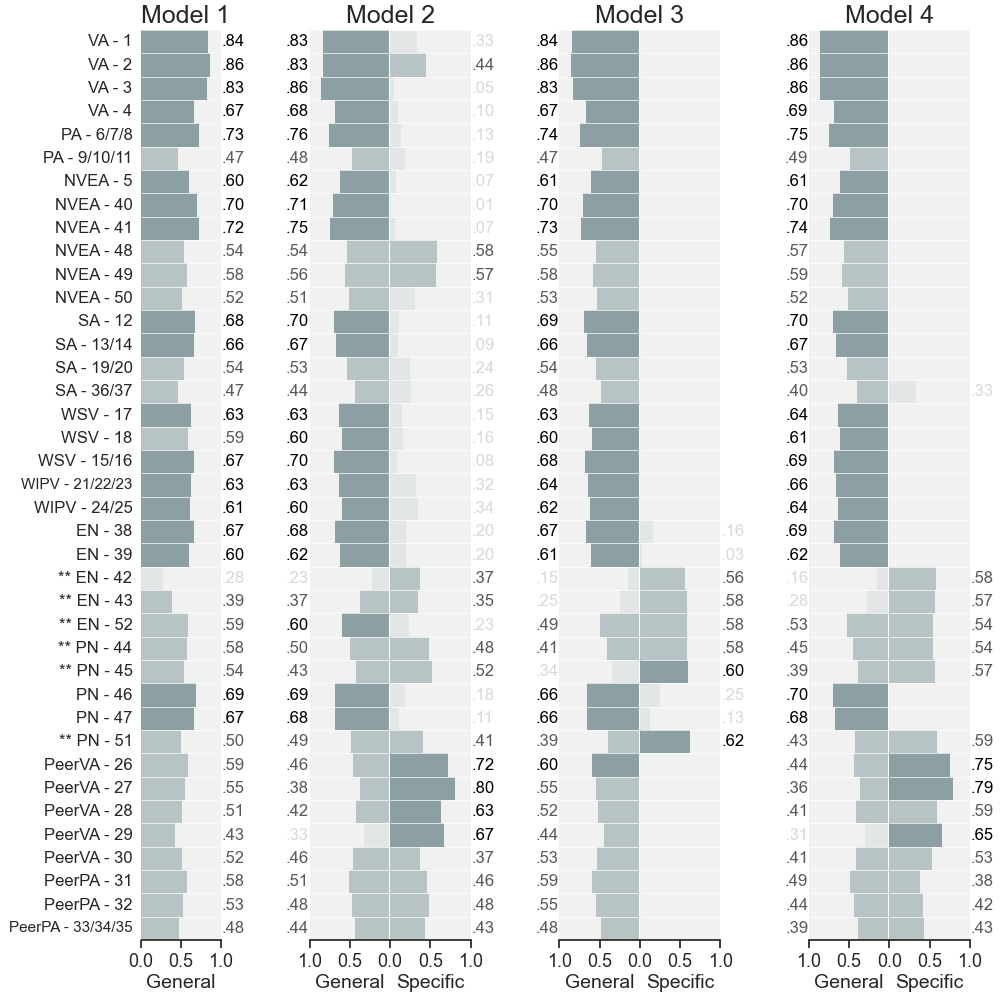 Model 1 Model 2 Model 3 Model 4
VA - 1 .84 .83 .33 .84 .86
VA - 2 .86 .83 .44 .86 .86
VA - 3 .83 .86 .05 .83 .86
VA - 4 .67 .68 .10 .67 .69
PA - 6/7/8 .73 .76 .13 .74 .75
PA - 9/10/11 .47 .48 .19 .47 .49
NVEA - 5 .60 .62 .07 .61 .61
NVEA - 40 .70 .71 .01 .70 .70
NVEA - 41 .72 .75 .07 .73 .74
NVEA - 48 .54 .54 .58 .55 .57
NVEA - 49 .58 .56 .57 .58 .59
NVEA - 50 .52 .51 .31 .53 .52
SA - 12 .68 .70 .11 .69 .70
SA - 13/14 .66 .67 .09 .66 .67
SA - 19/20 .54 .53 .24 .54 .53
SA - 36/37 .47 .44 .26 .48 .40 .33
WSV - 17 .63 .63 .15 .63 .64
WSV - 18 .59 .60 .16 .60 .61
WSV - 15/16 .67 .70 .08 .68 .69
WIPV - 21/22/23 .63 .63 .32 .64 .66
WIPV - 24/25 .61 .60 .34 .62 .64
EN - 38 .67 .68 .20 .67 .16 .69
EN - 39 .60 .62 .20 .61 .03 .62
** EN - 42 .28 .23 .37 .15 .56 .16 .58
** EN - 43 .39 .37 .35 .25 .58 .28 .57
** EN - 52 .59 .60 .23 .49 .58 .53 .54
** PN - 44 .58 .50 .48 .41 .58 .45 .54
** PN - 45 .54 .43 .52 .34 .60 .39 .57
PN - 46 .69 .69 .18 .66 .25 .70
PN - 47 .67 .68 .11 .66 .13 .68
** PN - 51 .50 .49 .41 .39 .62 .43 .59
PeerVA - 26 .59 .46 .72 .60 .44 .75
PeerVA - 27 .55 .38 .80 .55 .36 .79
PeerVA - 28 .51 .42 .63 .52 .41 .59
PeerVA - 29 .43 .33 .67 .44 .31 .65
PeerVA - 30 .52 .46 .37 .53 .41 .53
PeerPA - 31 .58 .51 .46 .59 .49 .38
PeerPA - 32 .53 .48 .48 .55 .44 .42
PeerPA - 33/34/35 .48 .44 .43 .48 .39 .43
0.0 0.5 1.0 1.0 0.5 0.0 0.5 1.0 1.0 0.5 0.0 0.5 1.0 1.0 0.5 0.0 0.5 1.0
General General Specific General Specific General Specific